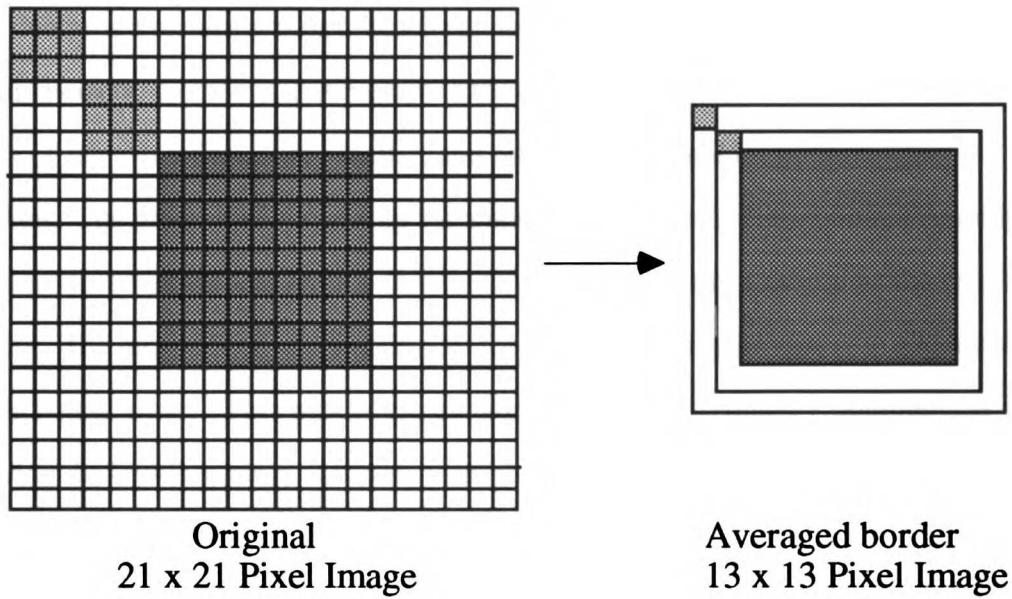 Original
21 x 21 Pixel Image
Averaged border
13 x 13 Pixel Image